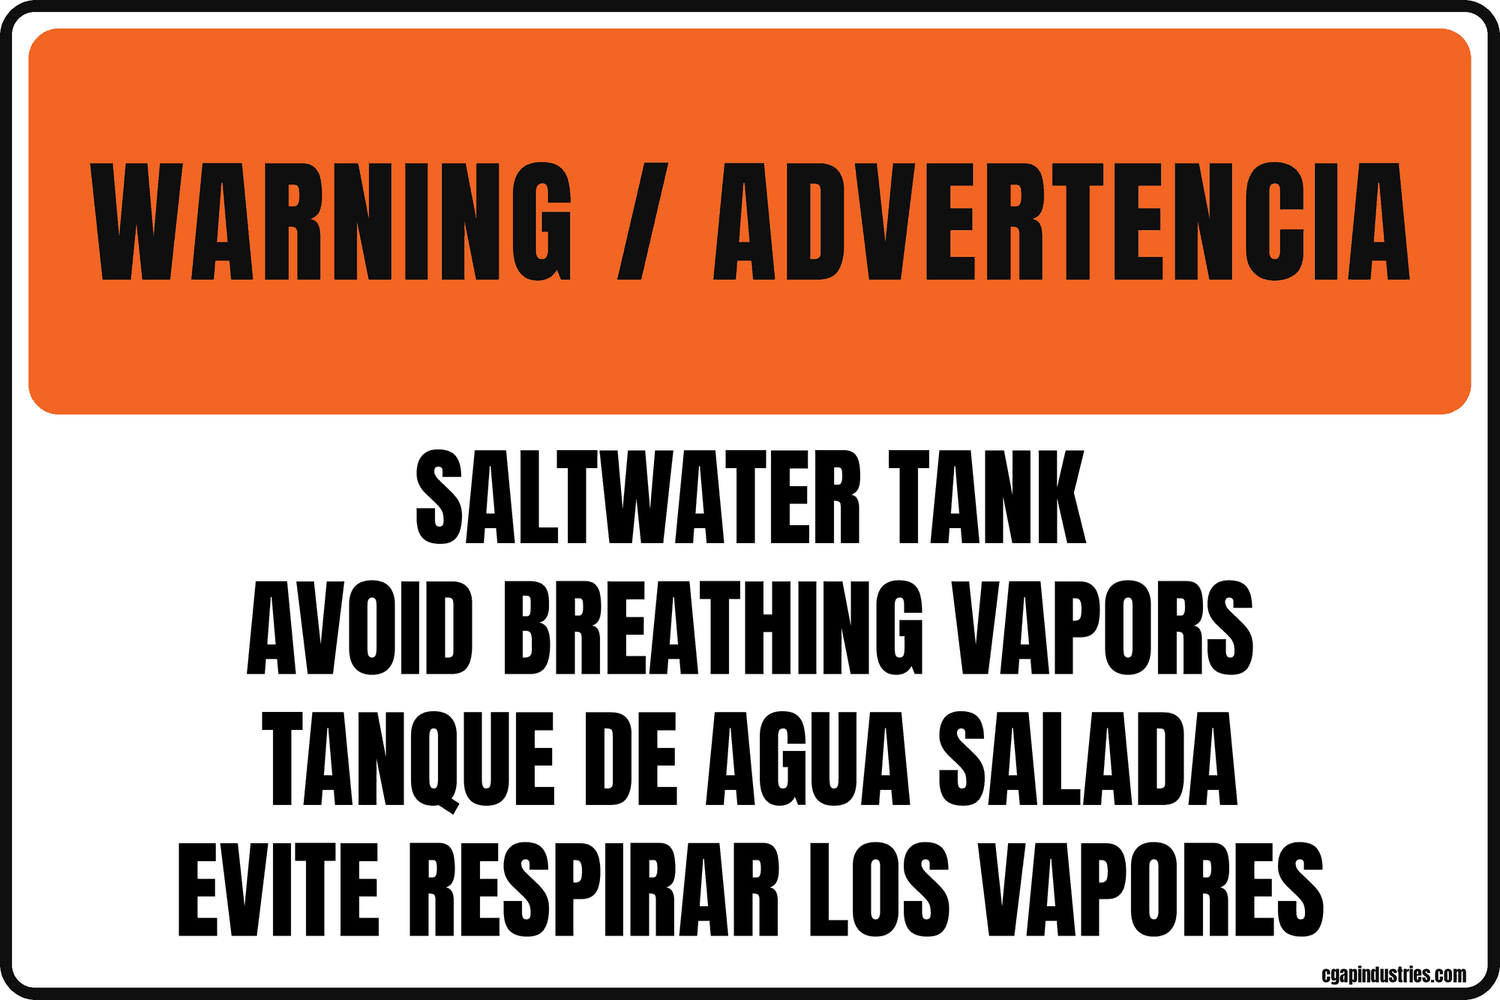 WARNING / ADVERTENCIA
SALTWATER TANK
AVOID BREATHING VAPORS
TANQUE DE AGUA SALADA
EVITE RESPIRAR LOS VAPORES
cgapindustries.com